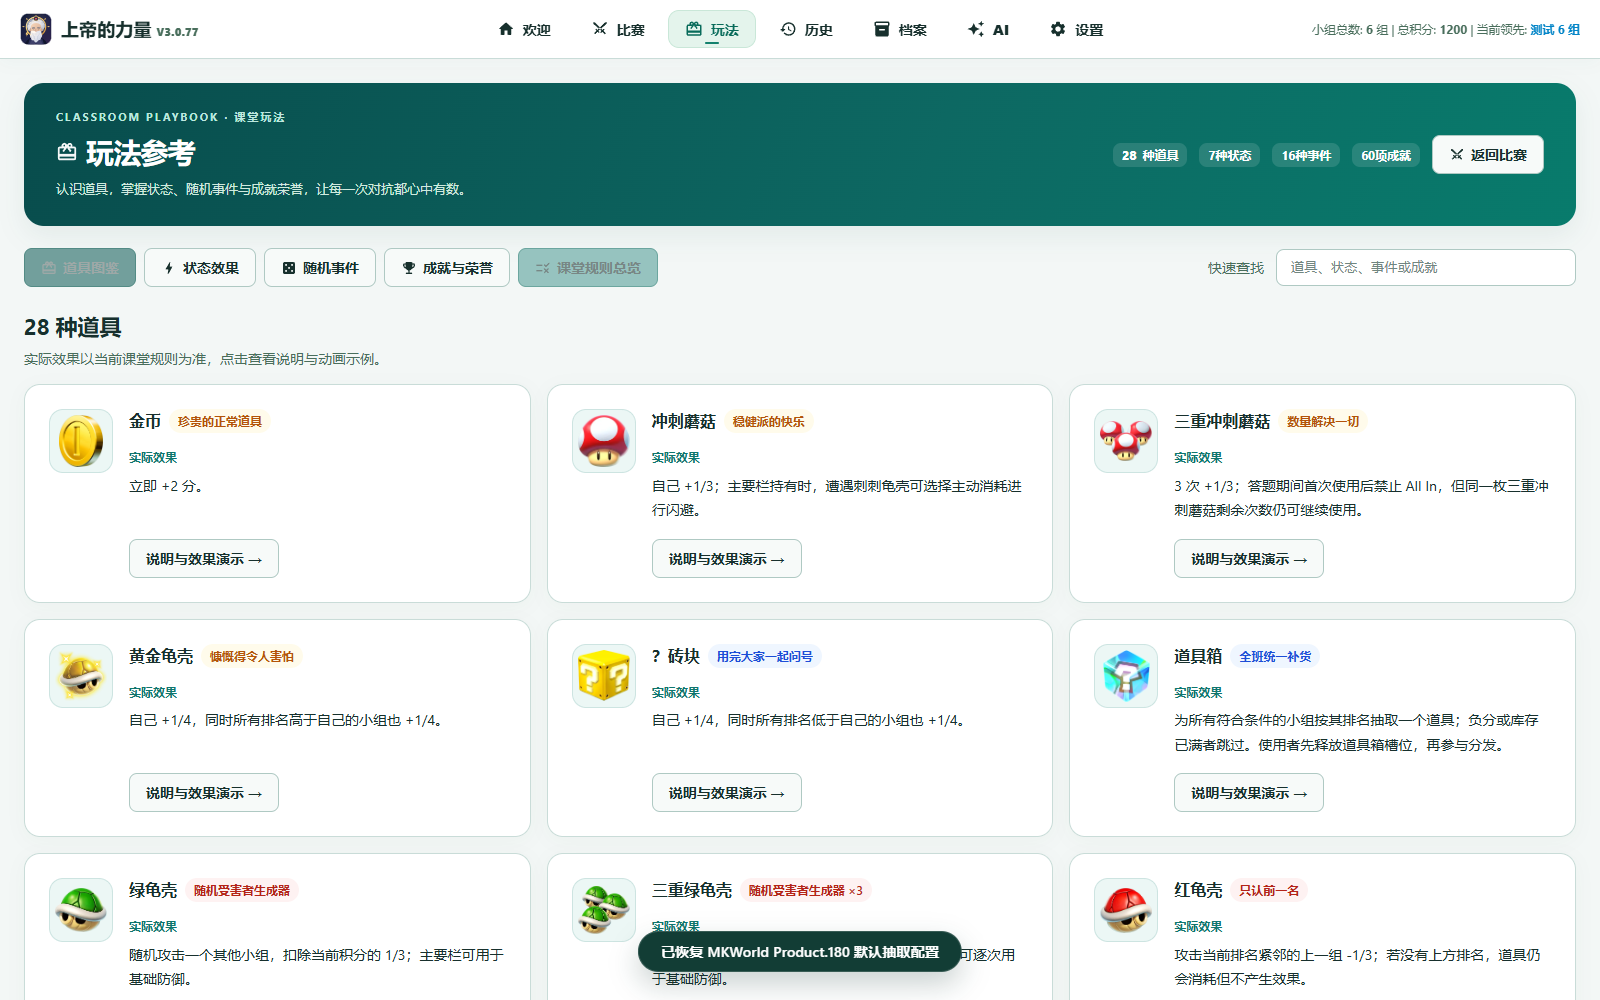 上帝的力量 V3.0.77
欢迎
比赛
玩法
历史
档案
AI
设置
小组总数: 6 组 | 总积分: 1200 | 当前领先: 测试 6 组
CLASSROOM PLAYBOOK · 课堂玩法
玩法参考
认识道具，掌握状态、随机事件与成就荣誉，让每一次对抗都心中有数。
28 种道具
7种状态
16种事件
60项成就
返回比赛
道具图鉴
状态效果
随机事件
成就与荣誉
课堂规则总览
快速查找
道具、状态、事件或成就
28 种道具
实际效果以当前课堂规则为准，点击查看说明与动画示例。
金币 珍贵的正常道具
实际效果
立即 +2 分。
说明与效果演示 →
冲刺蘑菇 稳健派的快乐
实际效果
自己 +1/3；主要栏持有时，遭遇刺刺龟壳可选择主动消耗进
行闪避。
说明与效果演示 →
三重冲刺蘑菇 数量解决一切
实际效果
3 次 +1/3；答题期间首次使用后禁止 All In，但同一枚三重冲
刺蘑菇剩余次数仍可继续使用。
说明与效果演示 →
黄金龟壳 慷慨得令人害怕
实际效果
自己 +1/4，同时所有排名高于自己的小组也 +1/4。
说明与效果演示 →
？砖块 用完大家一起问号
实际效果
自己 +1/4，同时所有排名低于自己的小组也 +1/4。
说明与效果演示 →
道具箱 全班统一补货
实际效果
为所有符合条件的小组按其排名抽取一个道具；负分或库存
已满者跳过。使用者先释放道具箱槽位，再参与分发。
说明与效果演示 →
绿龟壳 随机受害者生成器
实际效果
随机攻击一个其他小组，扣除当前积分的 1/3；主要栏可用于
基础防御。
三重绿龟壳 随机受害者生成器 ×3
实际效果
可逐次用
于基础防御。
红龟壳 只认前一名
实际效果
攻击当前排名紧邻的上一组 -1/3；若没有上方排名，道具仍
会消耗但不产生效果。
已恢复 MKWorld Product.180 默认抽取配置